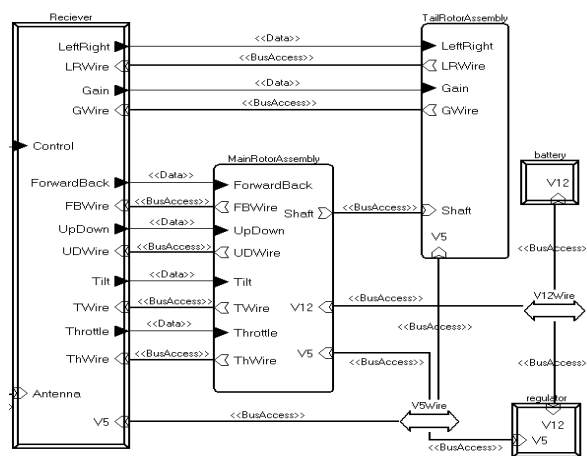 Reciever
TailRotorAssembly
LeftRight
<<Data>>
LeftRight
LRWire
<<BusAccess>>
LRWire
Gain
<<Data>>
Gain
GWire
<<BusAccess>>
GWire
Control
MainRotorAssembly
battery
V12
ForwardBack
<<Data>>
ForwardBack
FBWire
<<BusAccess>>
FBWire
Shaft
<<BusAccess>>
Shaft
UpDown
<<Data>>
UpDown
UDWire
<<BusAccess>>
UDWire
V5
<<BusAccess>>
Tilt
<<Data>>
Tilt
TWire
<<BusAccess>>
TWire
V12
<<BusAccess>>
V12Wire
Throttle
<<Data>>
Throttle
<<BusAccess>>
ThWire
<<BusAccess>>
ThWire
V5
<<BusAccess>>
<<BusAccess>>
Antenna
V5
<<BusAccess>>
V5Wire
regulator
V12
V5
<<BusAccess>>